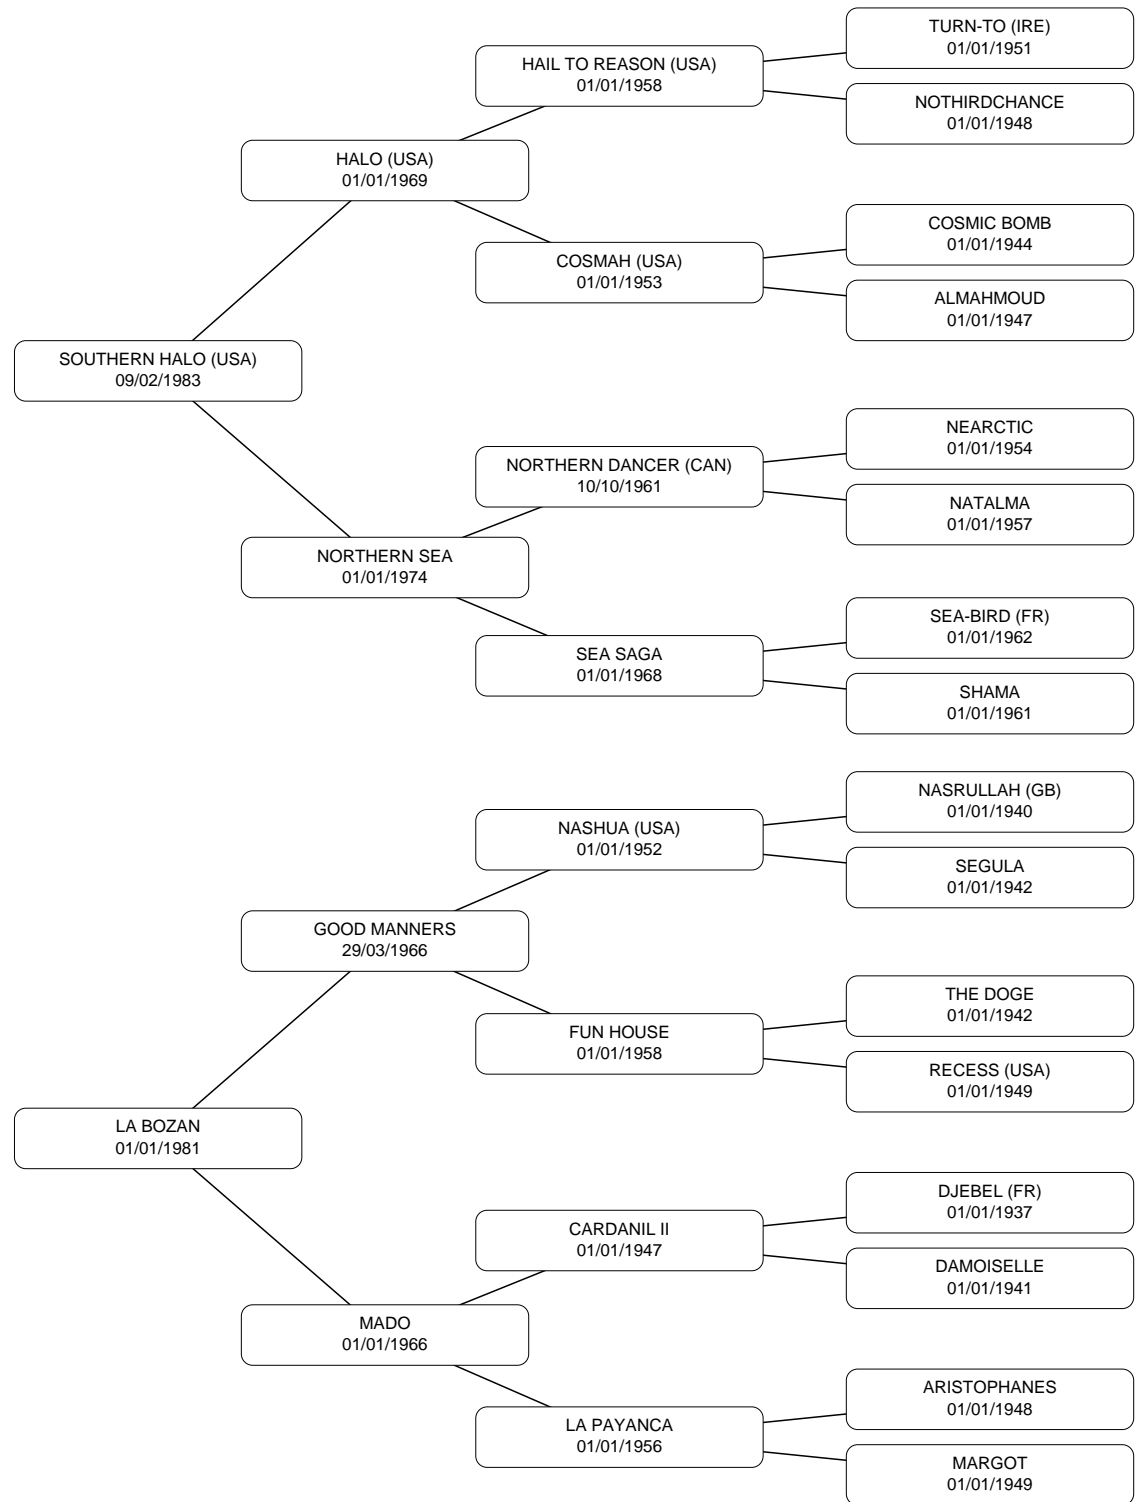 TURN-TO (IRE)
01/01/1951
HAIL TO REASON (USA)
01/01/1958
NOTHIRDCHANCE
01/01/1948
HALO (USA)
01/01/1969
COSMIC BOMB
01/01/1944
COSMAH (USA)
01/01/1953
ALMAHMOUD
01/01/1947
SOUTHERN HALO (USA)
09/02/1983
NEARCTIC
01/01/1954
NORTHERN DANCER (CAN)
10/10/1961
NATALMA
01/01/1957
NORTHERN SEA
01/01/1974
SEA-BIRD (FR)
01/01/1962
SEA SAGA
01/01/1968
SHAMA
01/01/1961
NASRULLAH (GB)
01/01/1940
NASHUA (USA)
01/01/1952
SEGULA
01/01/1942
GOOD MANNERS
29/03/1966
THE DOGE
01/01/1942
FUN HOUSE
01/01/1958
RECESS (USA)
01/01/1949
LA BOZAN
01/01/1981
DJEBEL (FR)
01/01/1937
CARDANIL II
01/01/1947
DAMOISELLE
01/01/1941
MADO
01/01/1966
ARISTOPHANES
01/01/1948
LA PAYANCA
01/01/1956
MARGOT
01/01/1949